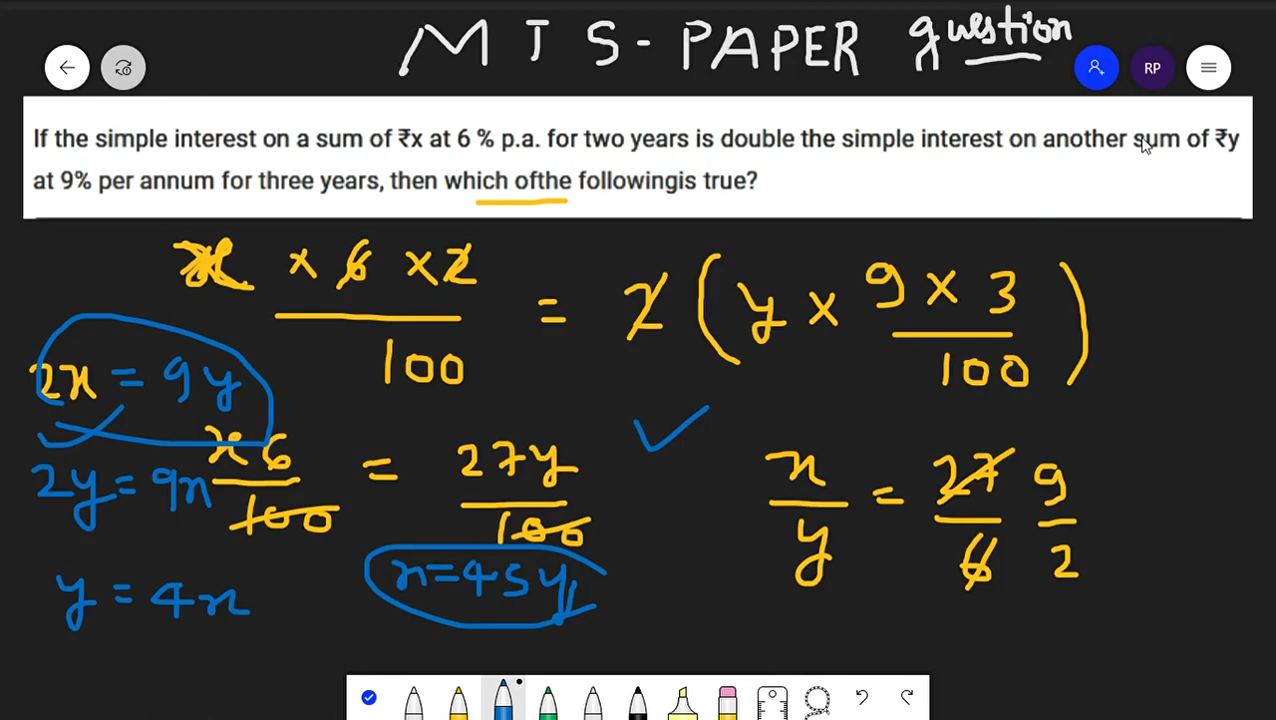 MTS-PAPER question
RP
If the simple interest on a sum of ₹x at 6 % p.a. for two years is double the simple interest on another sum of ₹y
at 9% per annum for three years, then which ofthe followingis true?
x × 6 × 2 / 100 = 2 ( y × 9 × 3 / 100 )
2x = 9y
x 6 / 100 = 27y / 100
x / y = 27 / 6 9 / 2
2y = 9x
x = 45y
y = 4x